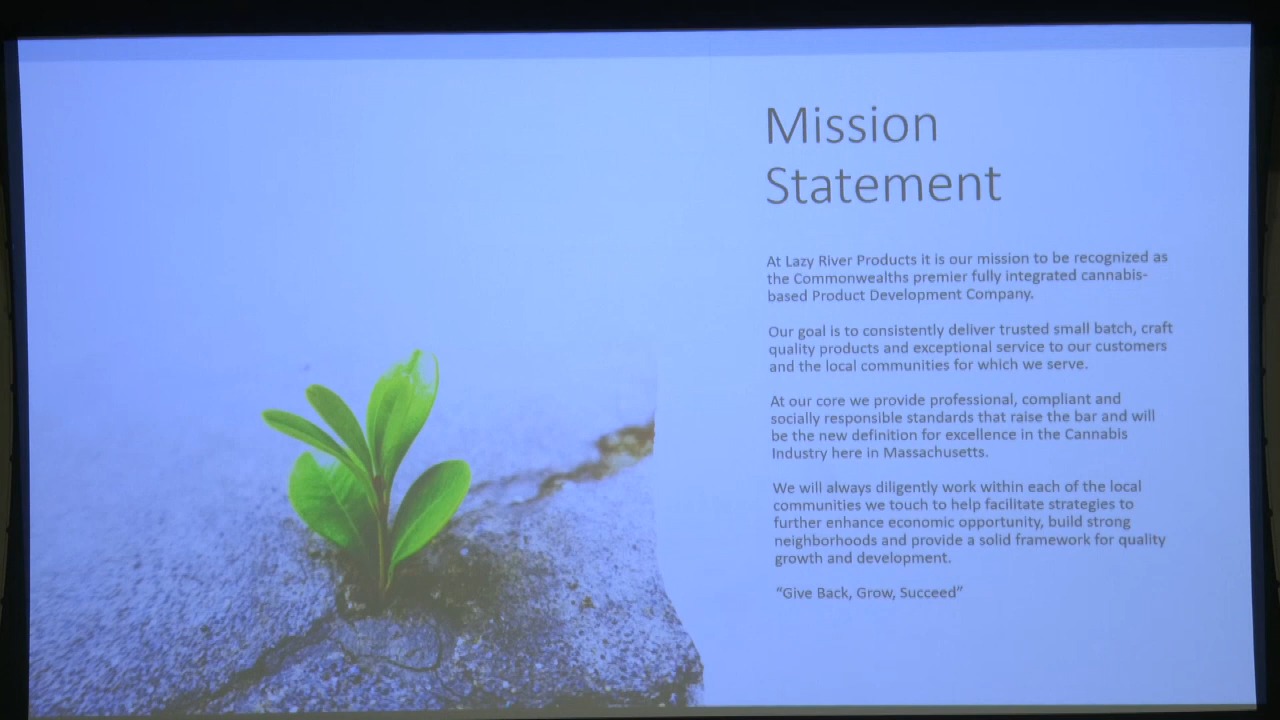 Mission
Statement
At Lazy River Products it is our mission to be recognized as
the Commonwealths premier fully integrated cannabis-
based Product Development Company.
Our goal is to consistently deliver trusted small batch, craft
quality products and exceptional service to our customers
and the local communities for which we serve.
At our core we provide professional, compliant and
socially responsible standards that raise the bar and will
be the new definition for excellence in the Cannabis
Industry here in Massachusetts.
We will always diligently work within each of the local
communities we touch to help facilitate strategies to
further enhance economic opportunity, build strong
neighborhoods and provide a solid framework for quality
growth and development.
“Give Back, Grow, Succeed”